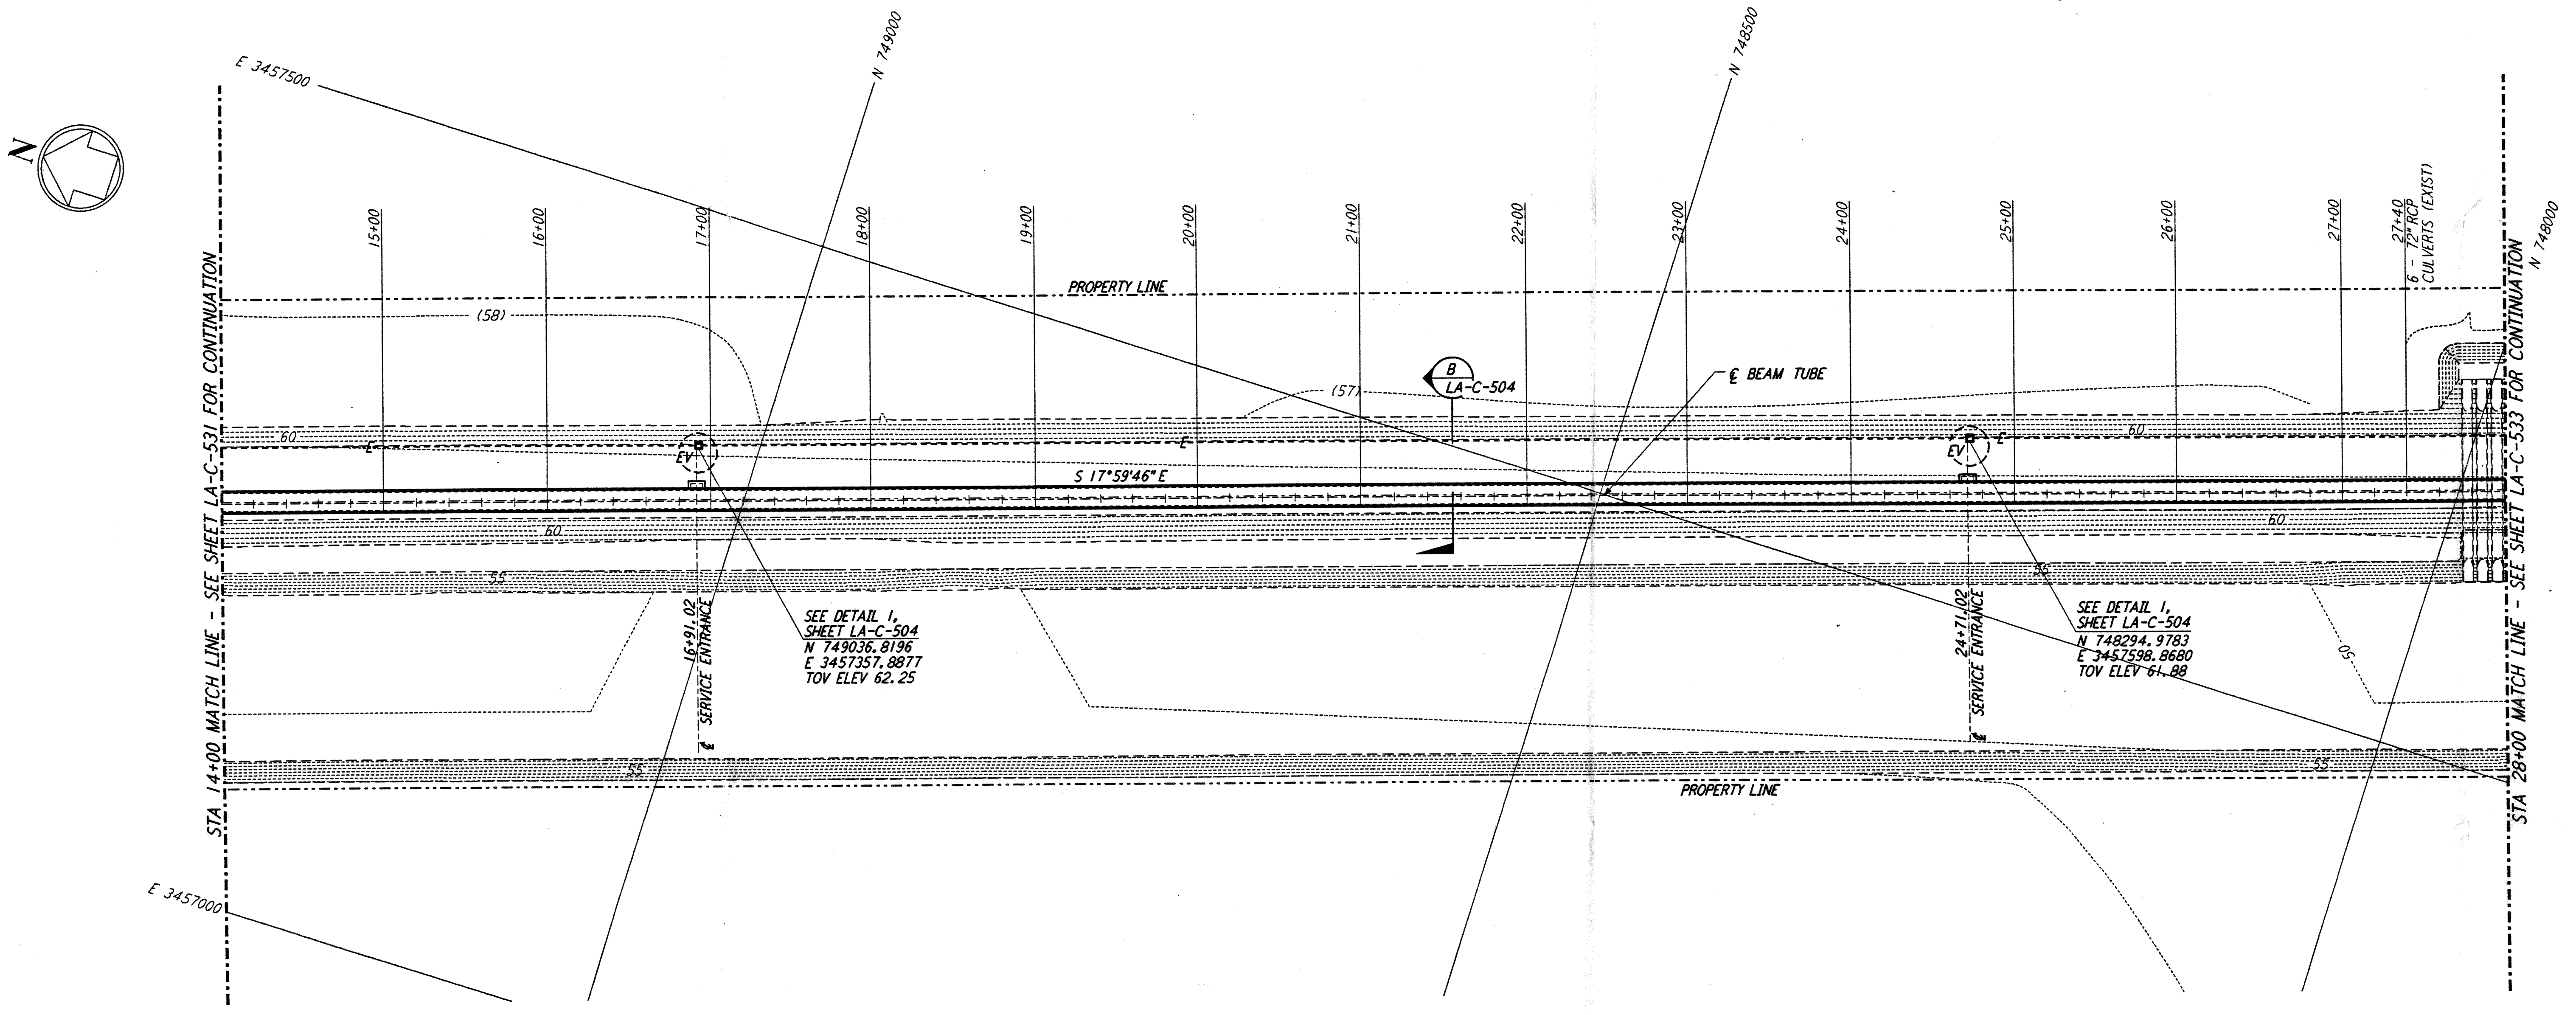 E 3457500
N 749000
N 748500
N
15+00
16+00
17+00
18+00
19+00
20+00
21+00
22+00
23+00
24+00
25+00
26+00
27+00
27+40
6 - 72" RCP
CULVERTS (EXIST)
N 748000
STA 14+00 MATCH LINE - SEE SHEET LA-C-531 FOR CONTINUATION
PROPERTY LINE
(58)
(57)
B
LA-C-504
℄ BEAM TUBE
60
E
EV
E
EV
E
60
S 17°59'46" E
60
60
55
55
16+91.02
℄ SERVICE ENTRANCE
SEE DETAIL 1,
SHEET LA-C-504
N 749036.8196
E 3457357.8877
TOV ELEV 62.25
24+71.02
℄ SERVICE ENTRANCE
SEE DETAIL 1,
SHEET LA-C-504
N 748294.9783
E 3457598.8680
TOV ELEV 61.88
50
55
55
PROPERTY LINE
E 3457000
STA 28+00 MATCH LINE - SEE SHEET LA-C-533 FOR CONTINUATION